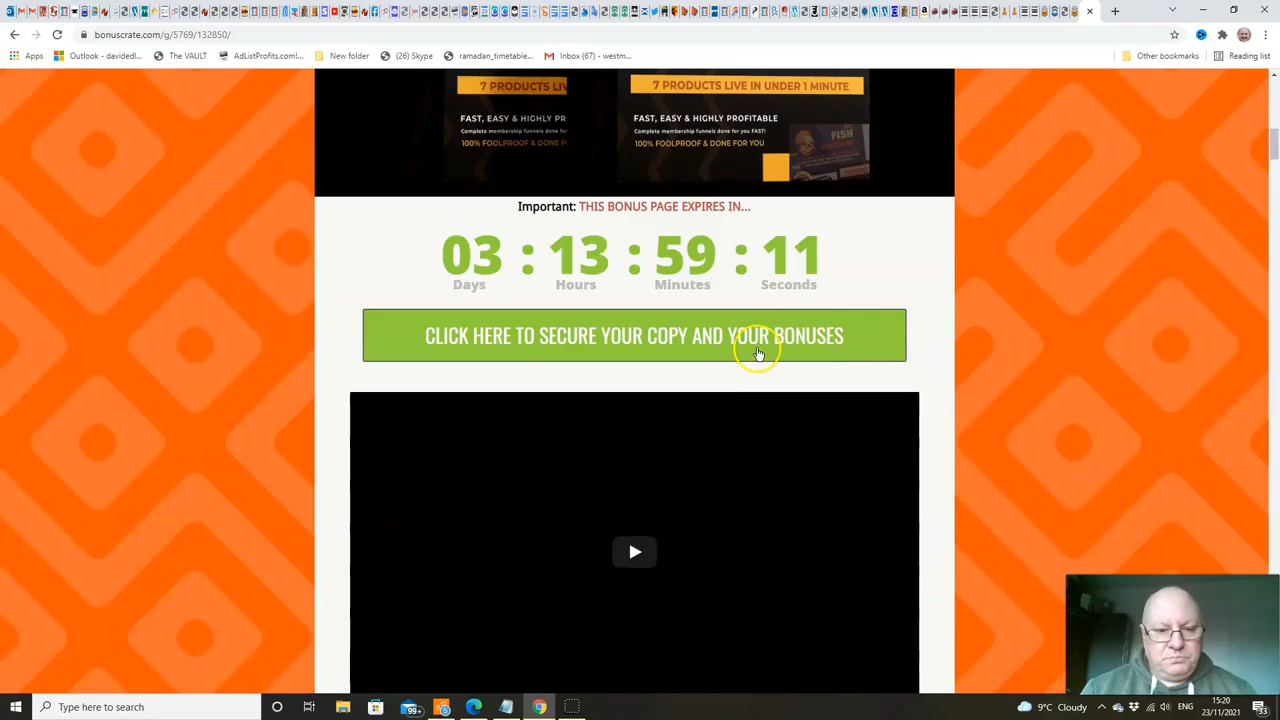 bonuscrate.com/g/5769/132850/
Apps
Outlook - davidedl...
The VAULT
AdListProfits.com!...
New folder
(26) Skype
ramadan_timetable...
Inbox (67) - westm...
Other bookmarks
Reading list
7 PRODUCTS LIV
7 PRODUCTS LIVE IN UNDER 1 MINUTE
FAST, EASY & HIGHLY PR
FAST, EASY & HIGHLY PROFITABLE
Complete membership funnels done for
Complete membership funnels done for you FAST!
100% FOOLPROOF & DONE F
100% FOOLPROOF & DONE FOR YOU
FISH
Important: THIS BONUS PAGE EXPIRES IN...
03 : 13 : 59 : 11
Days Hours Minutes Seconds
CLICK HERE TO SECURE YOUR COPY AND YOUR BONUSES
Type here to search
99+
9°C Cloudy
ENG
15:20
23/11/2021